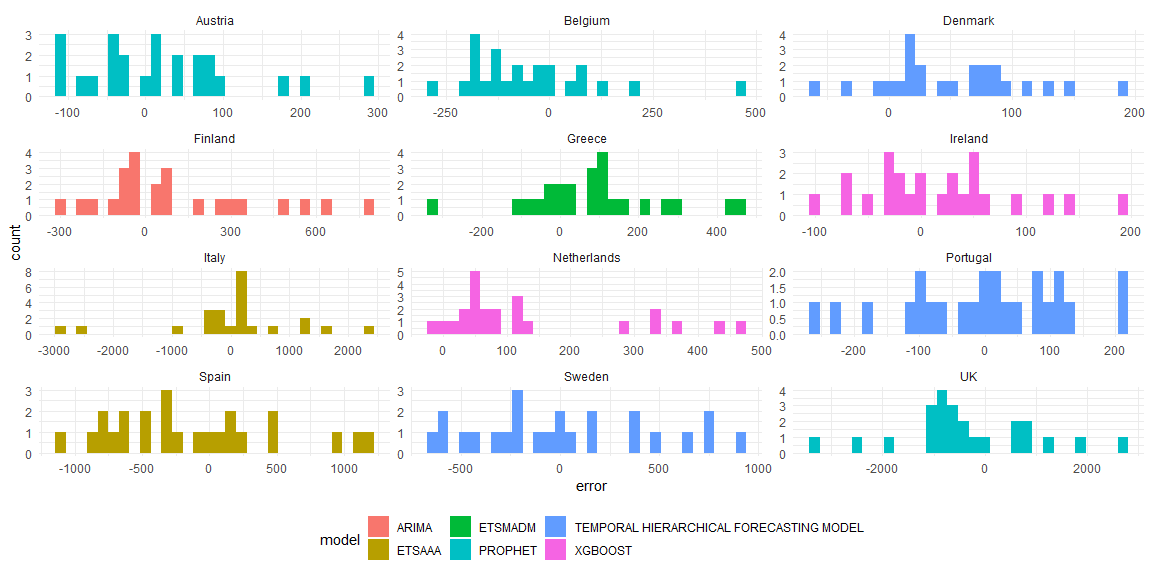 Austria Belgium Denmark
3 4 4
2 3 3
1 2 2
0 1 1
0 0
-100 0 100 200 300 -250 0 250 500 0 100 200
Finland Greece Ireland
4 4 3
3 3 2
2 2 1
1 1 0
0 0
-300 0 300 600 -200 0 200 400 -100 0 100 200
count
Italy Netherlands Portugal
8 5 2.0
6 4 1.5
4 3 1.0
2 2 0.5
0 1 0.0
0
-3000 -2000 -1000 0 1000 2000 0 100 200 300 400 500 -200 -100 0 100 200
Spain Sweden UK
3 3 4
2 2 3
1 1 2
0 0 1
0
-1000 -500 0 500 1000 -500 0 500 1000 -2000 0 2000
error
model ARIMA ETSMADM TEMPORAL HIERARCHICAL FORECASTING MODEL
ETSAAA PROPHET XGBOOST